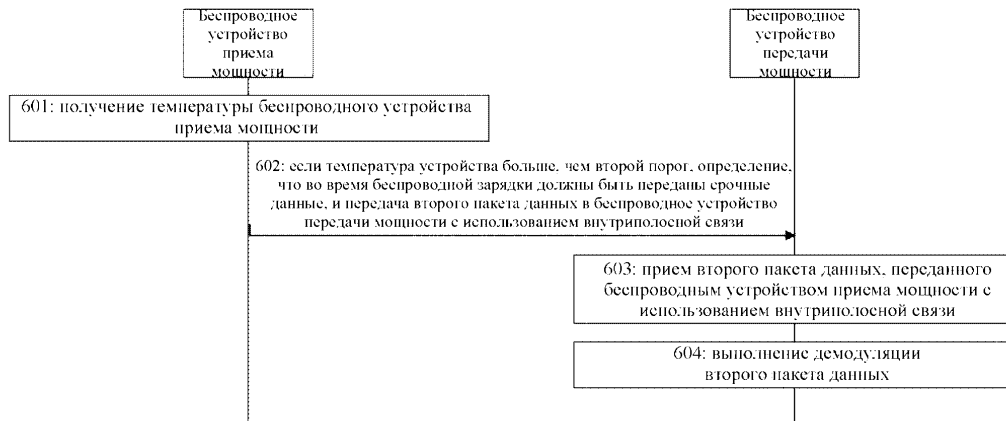 Беспроводное
устройство
приема
мощности
Беспроводное
устройство
передачи
мощности
601: получение температуры беспроводного устройства
приема мощности
602: если температура устройства больше, чем второй порог, определение,
что во время беспроводной зарядки должны быть переданы срочные
данные, и передача второго пакета данных в беспроводное устройство
передачи мощности с использованием внутриполосной связи
603: прием второго пакета данных, переданного
беспроводным устройством приема мощности с
использованием внутриполосной связи
604: выполнение демодуляции
второго пакета данных